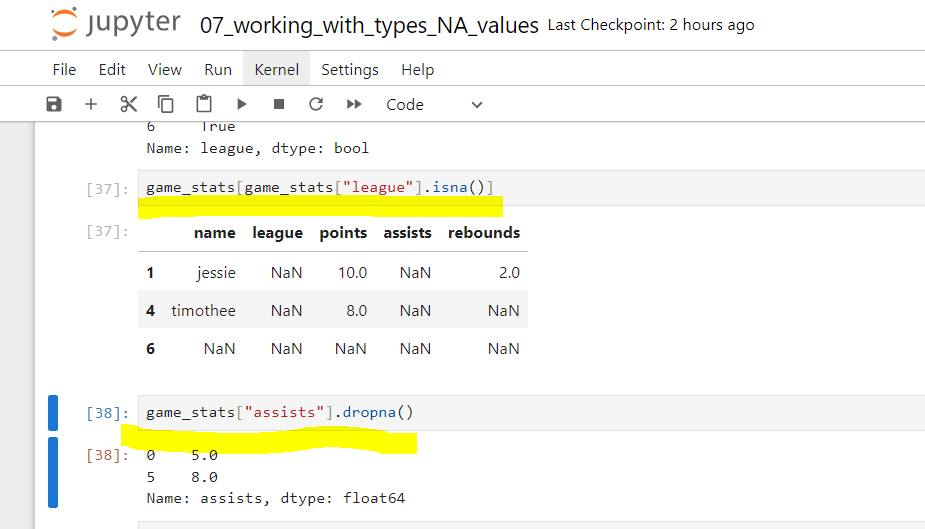 jupyter 07_working_with_types_NA_values Last Checkpoint: 2 hours ago
File Edit View Run Kernel Settings Help
Code
6 True
Name: league, dtype: bool
[37]: game_stats[game_stats["league"].isna()]
[37]: name league points assists rebounds
1 jessie NaN 10.0 NaN 2.0
4 timothee NaN 8.0 NaN NaN
6 NaN NaN NaN NaN NaN
[38]: game_stats["assists"].dropna()
[38]: 0 5.0
5 8.0
Name: assists, dtype: float64